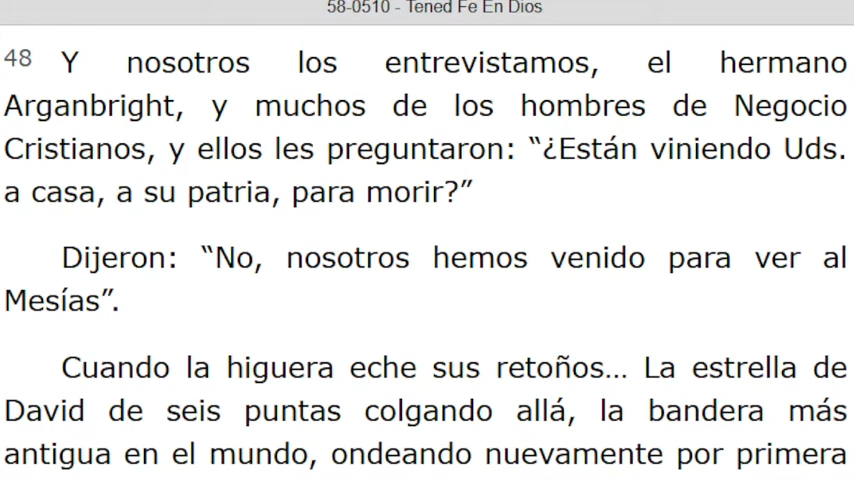 58-0510 - Tened Fe En Dios
48 Y nosotros los entrevistamos, el hermano
Arganbright, y muchos de los hombres de Negocio
Cristianos, y ellos les preguntaron: “¿Están viniendo Uds.
a casa, a su patria, para morir?”
Dijeron: “No, nosotros hemos venido para ver al
Mesías”.
Cuando la higuera eche sus retoños... La estrella de
David de seis puntas colgando allá, la bandera más
antigua en el mundo, ondeando nuevamente por primera